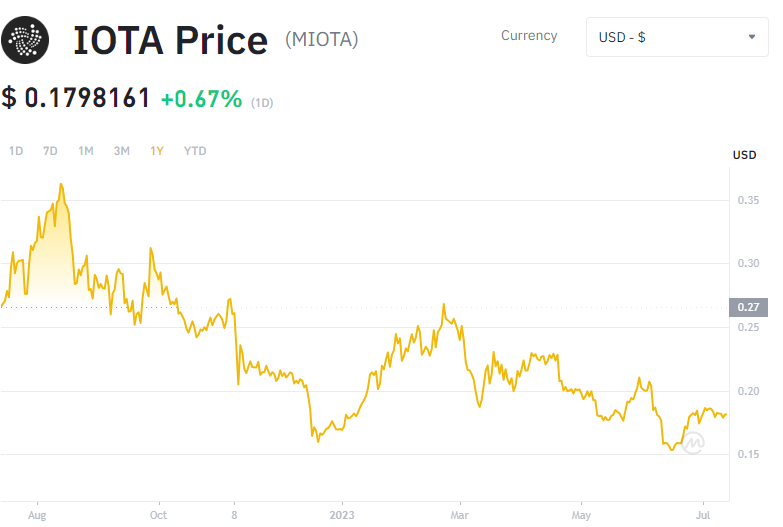 IOTA Price (MIOTA)
Currency
USD - $
$ 0.1798161 +0.67% (1D)
1D 7D 1M 3M 1Y YTD
USD
0.35
0.30
0.27
0.25
0.20
0.15
Aug Oct 8 2023 Mar May Jul